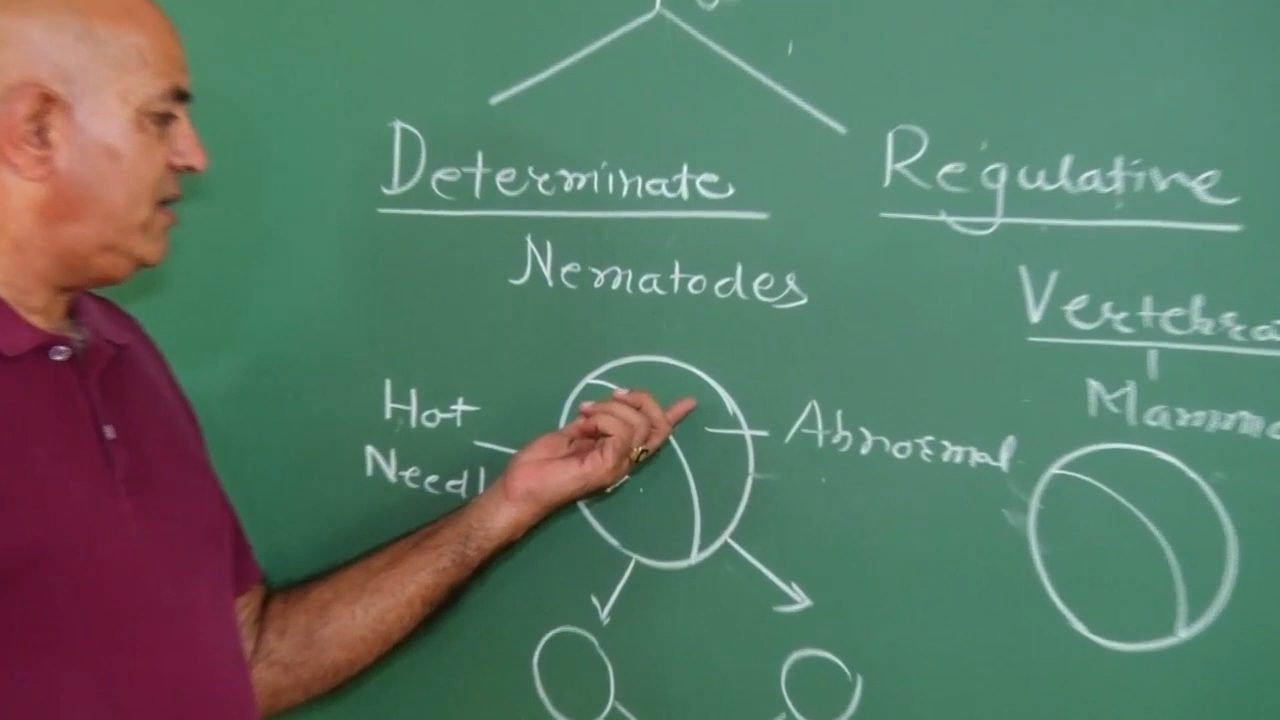 Determinate
Regulative
Nematodes
Vertebra
Mamma
Hot
Needl
Abnormal